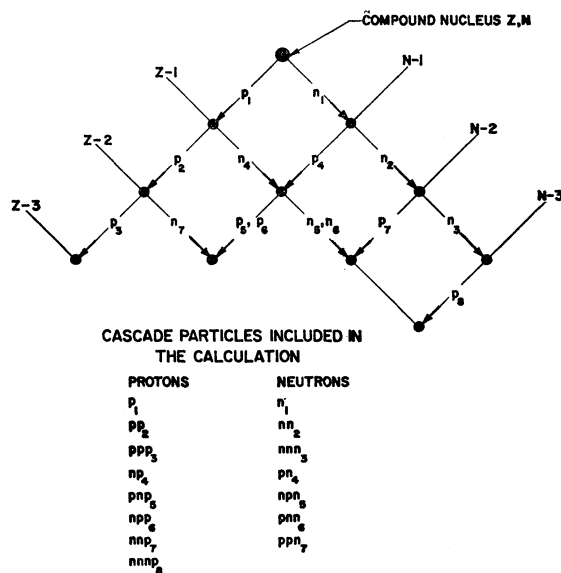 COMPOUND NUCLEUS Z,N
Z-1
N-1
p₁
n₁
Z-2
N-2
p₂
n₄
p₄
n₂
Z-3
N-3
p₃
n₇
p₅, p₆
n₅,n₆
p₇
n₃
p₈
CASCADE PARTICLES INCLUDED IN
THE CALCULATION
PROTONS NEUTRONS
p₁ n₁
pp₂ nn₂
ppp₃ nnn₃
np₄ pn₄
pnp₅ npn₅
npp₆ pnn₆
nnp₇ ppn₇
nnnp₈